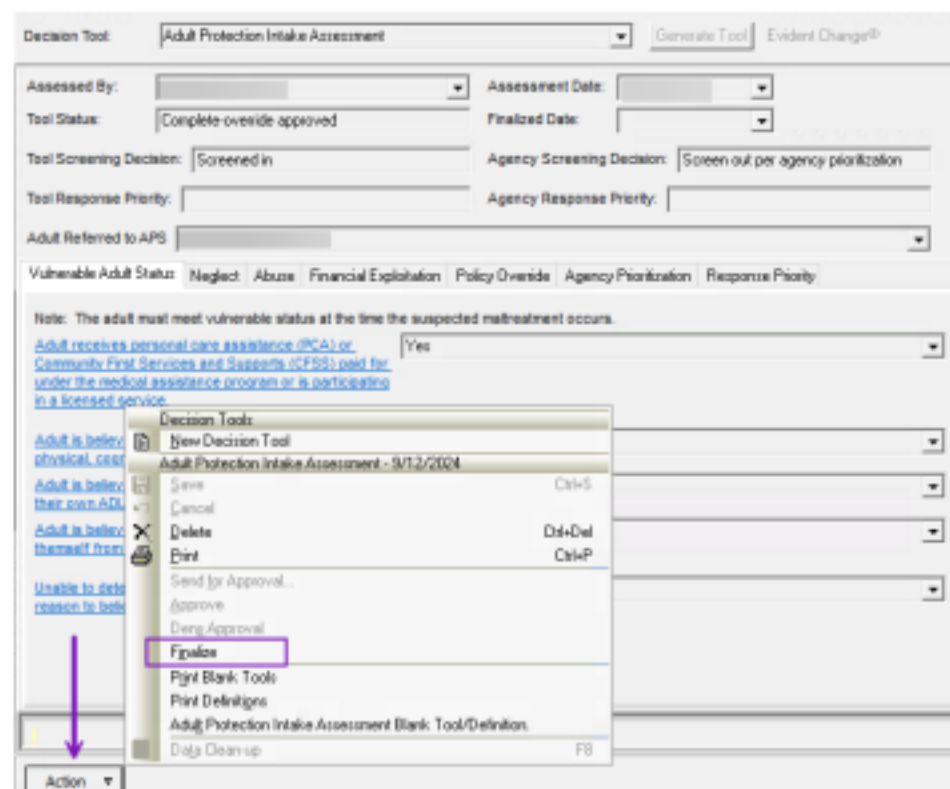 Decision Tool: Adult Protection Intake Assessment Generate Tool Evident Change®
Assessed By: Assessment Date:
Tool Status: Complete-override approved Finalized Date:
Tool Screening Decision: Screened in Agency Screening Decision: Screen out per agency prioritization
Tool Response Priority: Agency Response Priority:
Adult Referred to APS
Vulnerable Adult Status Neglect Abuse Financial Exploitation Policy Override Agency Prioritization Response Priority
Note: The adult must meet vulnerable status at the time the suspected maltreatment occurs.
Adult receives personal care assistance (PCA) or Yes
Community First Services and Supports (CFSS) paid for
under the medical assistance program or is participating
in a licensed service.
Decision Tools
Adult is believ New Decision Tool
physical, cogn Adult Protection Intake Assessment - 9/12/2024
Adult is believ Save Ctrl+S
their own ADL Cancel
Adult is believ Delete Ctrl+Del
themself from Print Ctrl+P
Send for Approval...
Unable to dete
reason to beli Approve
Deny Approval
Finalize
Print Blank Tools
Print Definitions
Adult Protection Intake Assessment Blank Tool/Definition.
Data Clean-up F8
Action